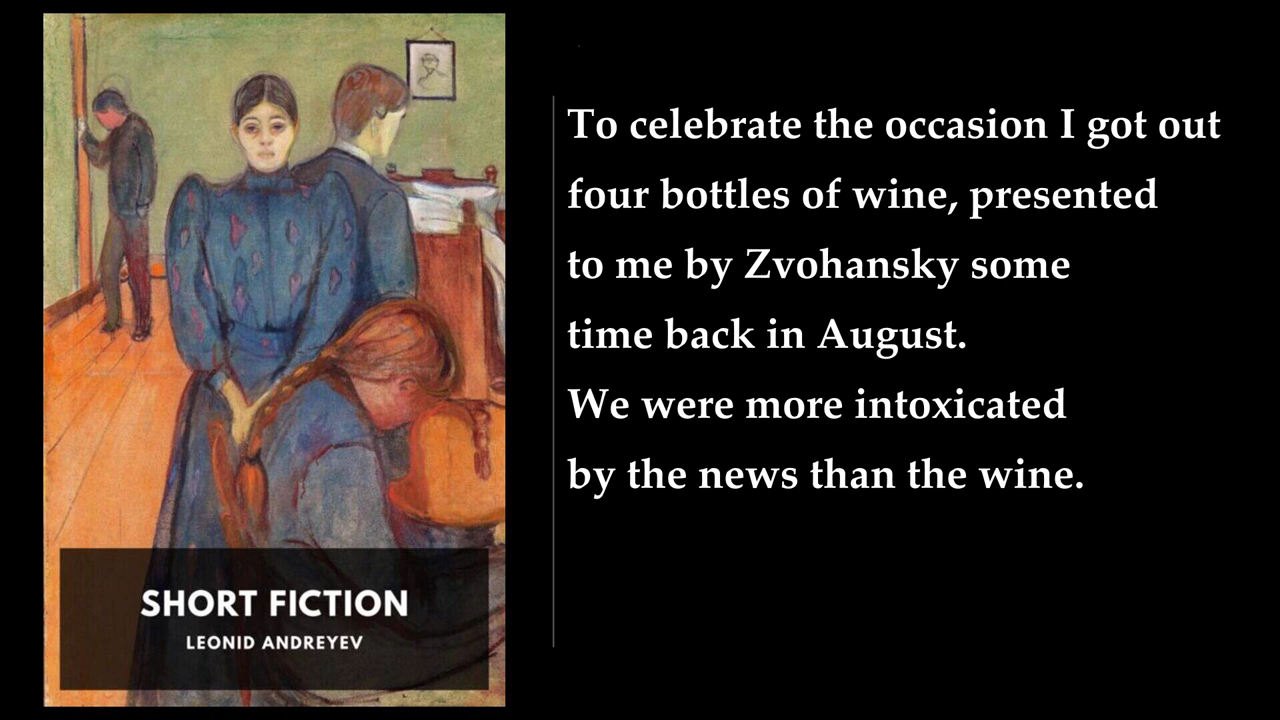 SHORT FICTION
LEONID ANDREYEV
To celebrate the occasion I got out
four bottles of wine, presented
to me by Zvohansky some
time back in August.
We were more intoxicated
by the news than the wine.